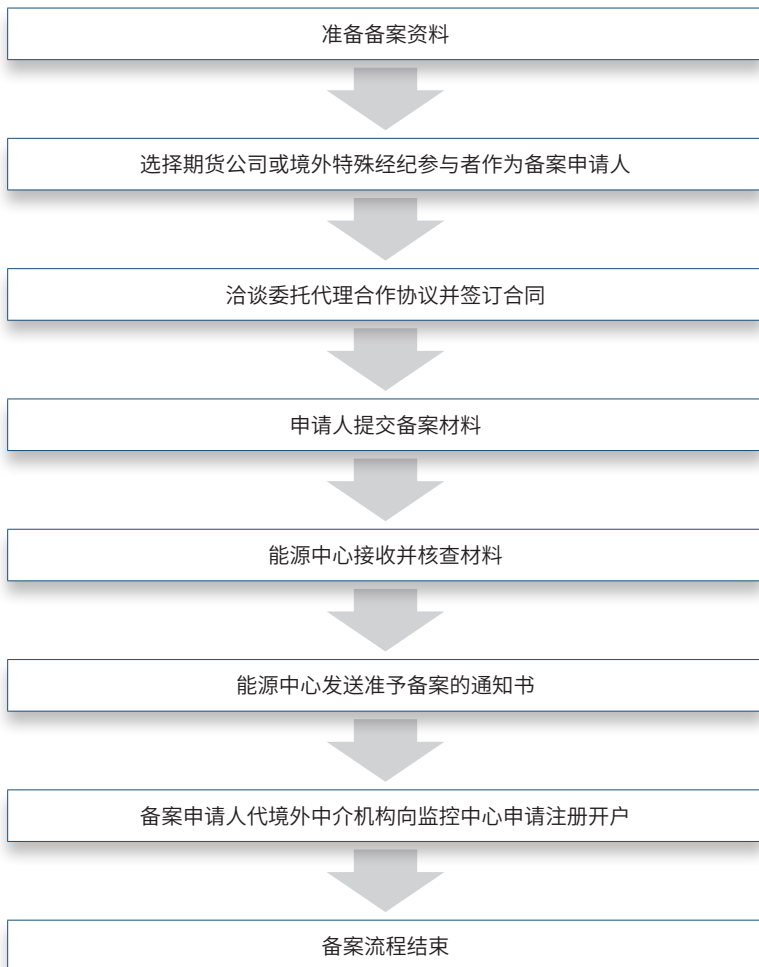 准备备案资料
选择期货公司或境外特殊经纪参与者作为备案申请人
洽谈委托代理合作协议并签订合同
申请人提交备案材料
能源中心接收并核查材料
能源中心发送准予备案的通知书
备案申请人代境外中介机构向监控中心申请注册开户
备案流程结束